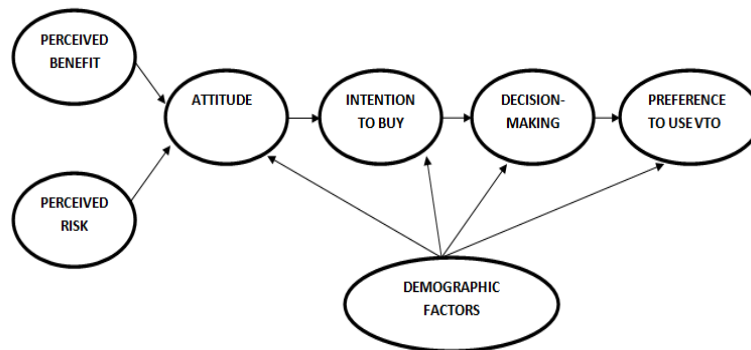 PERCEIVED
BENEFIT
ATTITUDE
INTENTION
TO BUY
DECISION-
MAKING
PREFERENCE
TO USE VTO
PERCEIVED
RISK
DEMOGRAPHIC
FACTORS